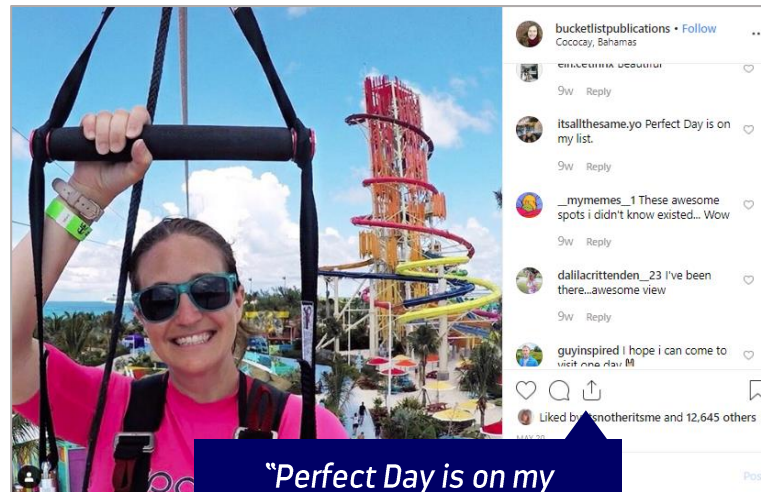 bucketlistpublications • Follow
Cococay, Bahamas
9w Reply
itsallthesame.yo Perfect Day is on
my list.
9w Reply
__mymemes__1 These awesome
spots i didn't know existed... Wow
9w Reply
dalilacrittenden__23 I've been
there...awesome view
9w Reply
guyinspired I hope i can come to
visit one day
Liked by and 12,645 others
MAY 20
"Perfect Day is on my